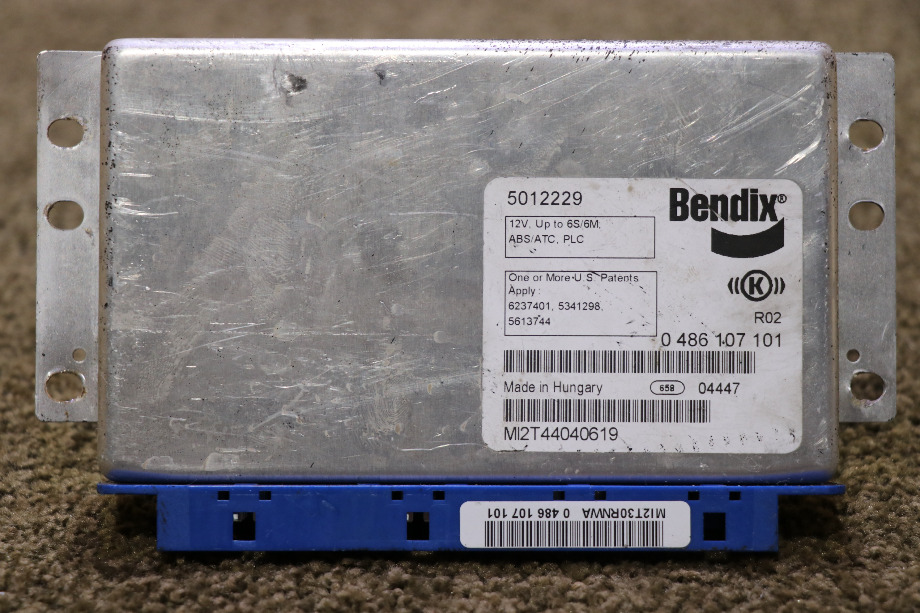 5012229
Bendix®
12V, Up to 6S/6M,
ABS/ATC, PLC
One or More U.S. Patents
Apply :
6237401, 5341298,
5613744
K
R02
0 486 107 101
Made in Hungary 658 04447
MI2T44040619
MI2T30RNWA 0 486 107 101